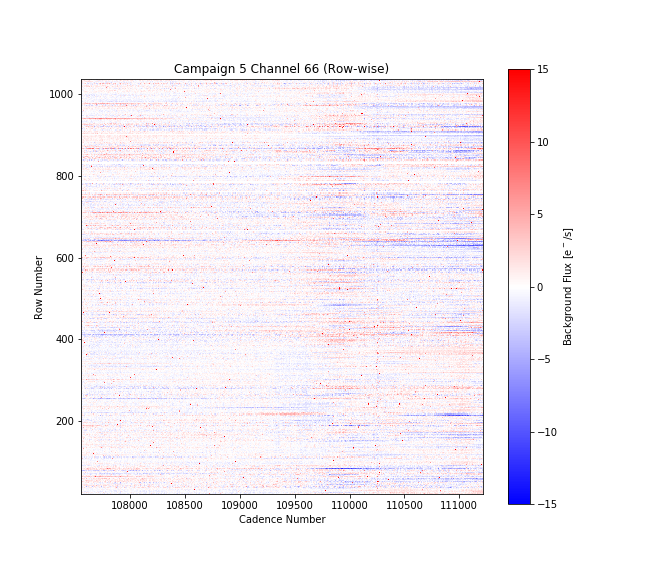 Campaign 5 Channel 66 (Row-wise)
1000
800
600
400
200
Row Number
108000 108500 109000 109500 110000 110500 111000
Cadence Number
15
10
5
0
−5
−10
−15
Background Flux [e⁻/s]